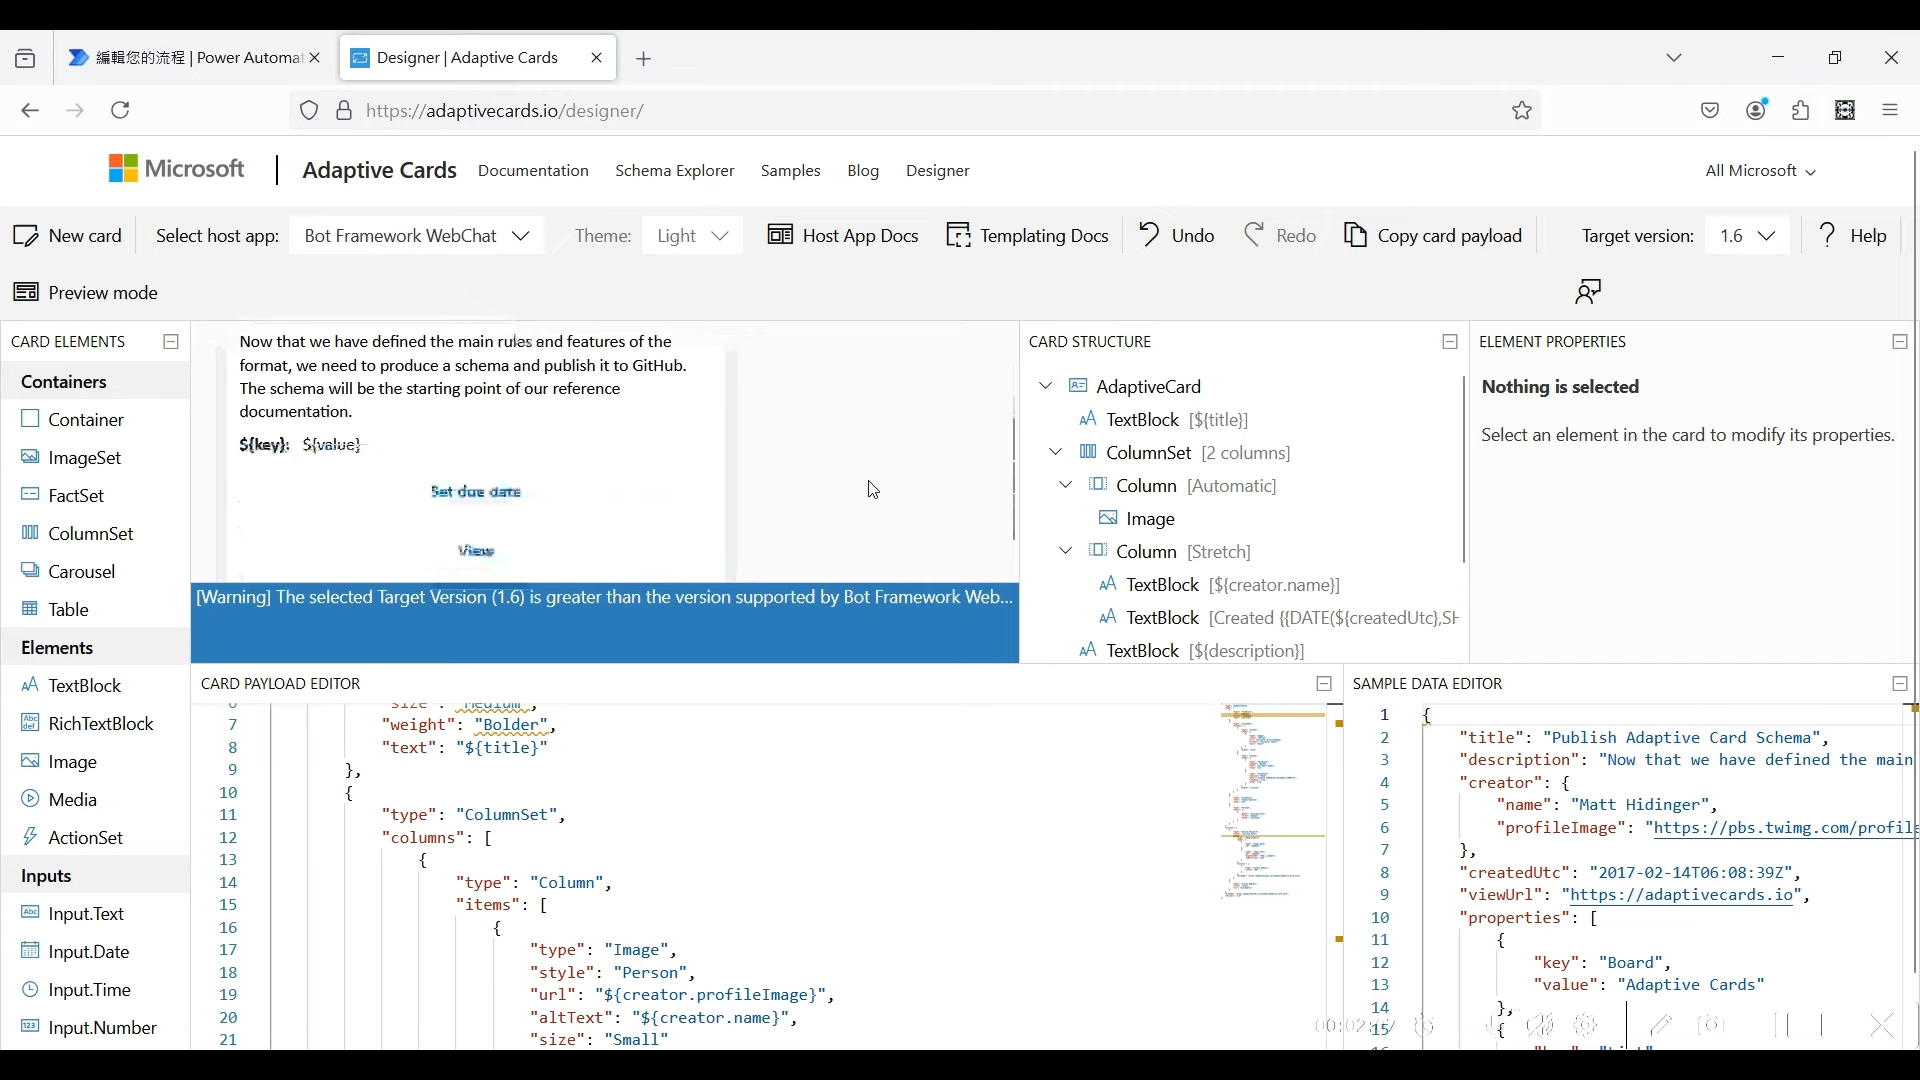 編輯您的流程 | Power Automat
Designer | Adaptive Cards
https://adaptivecards.io/designer/
Microsoft
Adaptive Cards
Documentation
Schema Explorer
Samples
Blog
Designer
All Microsoft
New card
Select host app:
Bot Framework WebChat
Theme:
Light
Host App Docs
Templating Docs
Undo
Redo
Copy card payload
Target version:
1.6
Help
Preview mode
CARD ELEMENTS
Containers
Container
ImageSet
FactSet
ColumnSet
Carousel
Table
Elements
TextBlock
RichTextBlock
Image
Media
ActionSet
Inputs
Input.Text
Input.Date
Input.Time
Input.Number
Now that we have defined the main rules and features of the
format, we need to produce a schema and publish it to GitHub.
The schema will be the starting point of our reference
documentation.
${key}: ${value}
Set due date
View
[Warning] The selected Target Version (1.6) is greater than the version supported by Bot Framework Web...
CARD STRUCTURE
AdaptiveCard
TextBlock [${title}]
ColumnSet [2 columns]
Column [Automatic]
Image
Column [Stretch]
TextBlock [${creator.name}]
TextBlock [Created {{DATE(${createdUtc},SH
TextBlock [${description}]
ELEMENT PROPERTIES
Nothing is selected
Select an element in the card to modify its properties.
CARD PAYLOAD EDITOR
6 "size": "Medium",
7 "weight": "Bolder",
8 "text": "${title}"
9 },
10 {
11 "type": "ColumnSet",
12 "columns": [
13 {
14 "type": "Column",
15 "items": [
16 {
17 "type": "Image",
18 "style": "Person",
19 "url": "${creator.profileImage}",
20 "altText": "${creator.name}",
21 "size": "Small"
SAMPLE DATA EDITOR
1 {
2 "title": "Publish Adaptive Card Schema",
3 "description": "Now that we have defined the main
4 "creator": {
5 "name": "Matt Hidinger",
6 "profileImage": "https://pbs.twimg.com/profile
7 },
8 "createdUtc": "2017-02-14T06:08:39Z",
9 "viewUrl": "https://adaptivecards.io",
10 "properties": [
11 {
12 "key": "Board",
13 "value": "Adaptive Cards"
14 },
15 {